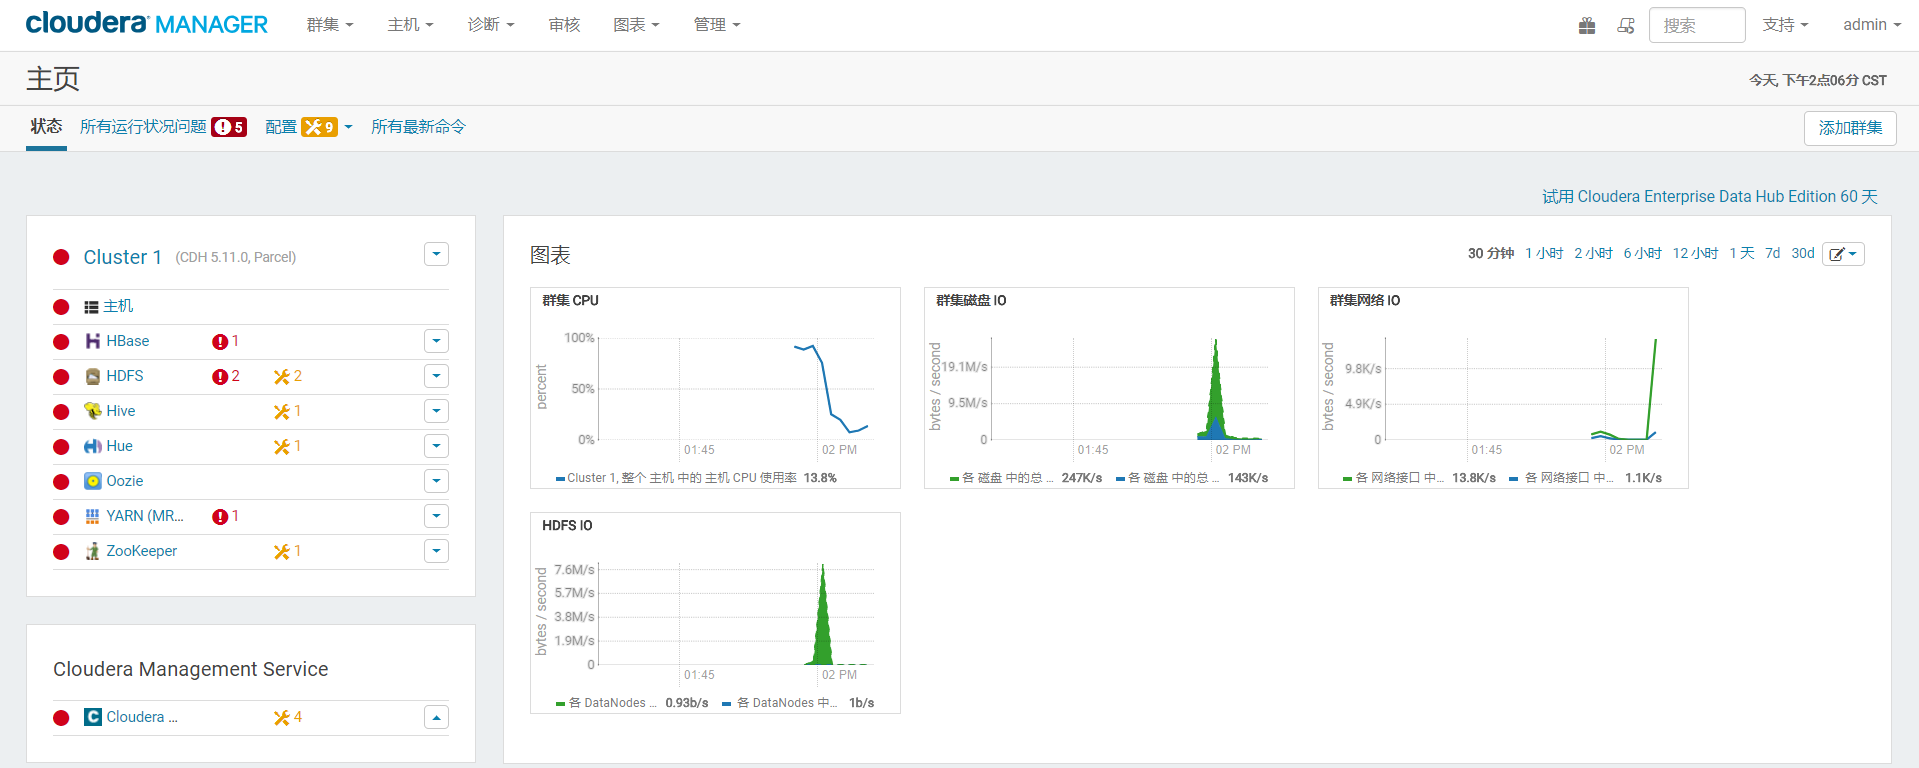 cloudera MANAGER 群集 主机 诊断 审核 图表 管理 搜索 支持 admin
主页 今天, 下午2点06分 CST
状态 所有运行状况问题 5 配置 9 所有最新命令 添加群集
试用 Cloudera Enterprise Data Hub Edition 60 天
Cluster 1 (CDH 5.11.0, Parcel)
主机
HBase 1
HDFS 2 2
Hive 1
Hue 1
Oozie
YARN (MR... 1
ZooKeeper 1
Cloudera Management Service
Cloudera ... 4
图表 30 分钟 1 小时 2 小时 6 小时 12 小时 1 天 7d 30d
群集 CPU
percent
100%
50%
0%
01:45 02 PM
Cluster 1, 整个 主机 中的 主机 CPU 使用率 13.8%
群集磁盘 IO
bytes / second
19.1M/s
9.5M/s
0
01:45 02 PM
各 磁盘 中的总 ... 247K/s 各 磁盘 中的总 ... 143K/s
群集网络 IO
bytes / second
9.8K/s
4.9K/s
0
01:45 02 PM
各 网络接口 中... 13.8K/s 各 网络接口 中... 1.1K/s
HDFS IO
bytes / second
7.6M/s
5.7M/s
3.8M/s
1.9M/s
0
01:45 02 PM
各 DataNodes ... 0.93b/s 各 DataNodes 中... 1b/s